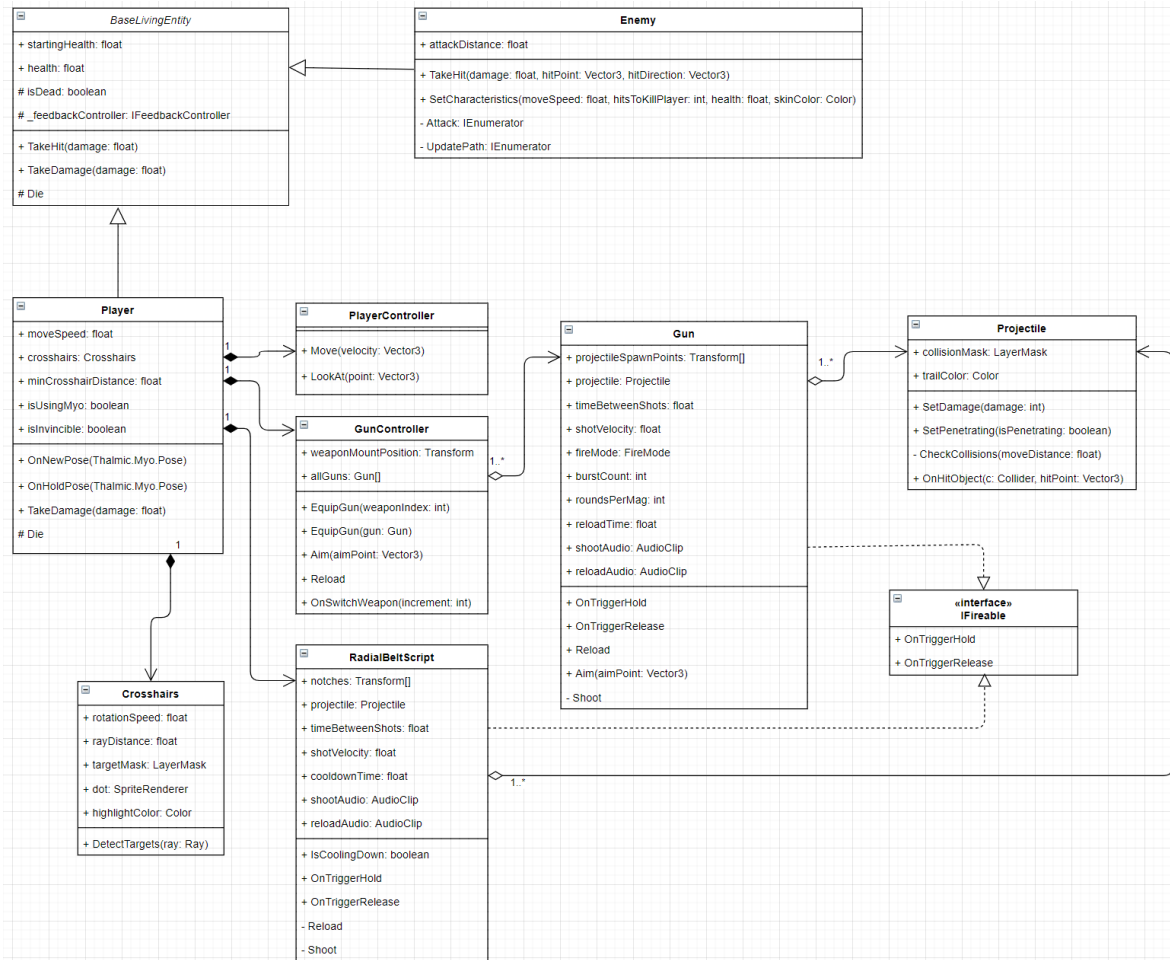 BaseLivingEntity
+ startingHealth: float
+ health: float
# isDead: boolean
# _feedbackController: IFeedbackController
+ TakeHit(damage: float)
+ TakeDamage(damage: float)
# Die
Enemy
+ attackDistance: float
+ TakeHit(damage: float, hitPoint: Vector3, hitDirection: Vector3)
+ SetCharacteristics(moveSpeed: float, hitsToKillPlayer: int, health: float, skinColor: Color)
- Attack: IEnumerator
- UpdatePath: IEnumerator
Player
+ moveSpeed: float
+ crosshairs: Crosshairs
+ minCrosshairDistance: float
+ isUsingMyo: boolean
+ isInvincible: boolean
+ OnNewPose(Thalmic.Myo.Pose)
+ OnHoldPose(Thalmic.Myo.Pose)
+ TakeDamage(damage: float)
# Die
1
1
1
1
PlayerController
+ Move(velocity: Vector3)
+ LookAt(point: Vector3)
GunController
+ weaponMountPosition: Transform
+ allGuns: Gun[]
+ EquipGun(weaponIndex: int)
+ EquipGun(gun: Gun)
+ Aim(aimPoint: Vector3)
+ Reload
+ OnSwitchWeapon(increment: int)
1..*
Gun
+ projectileSpawnPoints: Transform[]
+ projectile: Projectile
+ timeBetweenShots: float
+ shotVelocity: float
+ fireMode: FireMode
+ burstCount: int
+ roundsPerMag: int
+ reloadTime: float
+ shootAudio: AudioClip
+ reloadAudio: AudioClip
+ OnTriggerHold
+ OnTriggerRelease
+ Reload
+ Aim(aimPoint: Vector3)
- Shoot
1..*
Projectile
+ collisionMask: LayerMask
+ trailColor: Color
+ SetDamage(damage: int)
+ SetPenetrating(isPenetrating: boolean)
- CheckCollisions(moveDistance: float)
+ OnHitObject(c: Collider, hitPoint: Vector3)
«interface»
IFireable
+ OnTriggerHold
+ OnTriggerRelease
Crosshairs
+ rotationSpeed: float
+ rayDistance: float
+ targetMask: LayerMask
+ dot: SpriteRenderer
+ highlightColor: Color
+ DetectTargets(ray: Ray)
RadialBeltScript
+ notches: Transform[]
+ projectile: Projectile
+ timeBetweenShots: float
+ shotVelocity: float
+ cooldownTime: float
+ shootAudio: AudioClip
+ reloadAudio: AudioClip
+ IsCoolingDown: boolean
+ OnTriggerHold
+ OnTriggerRelease
- Reload
- Shoot
1..*